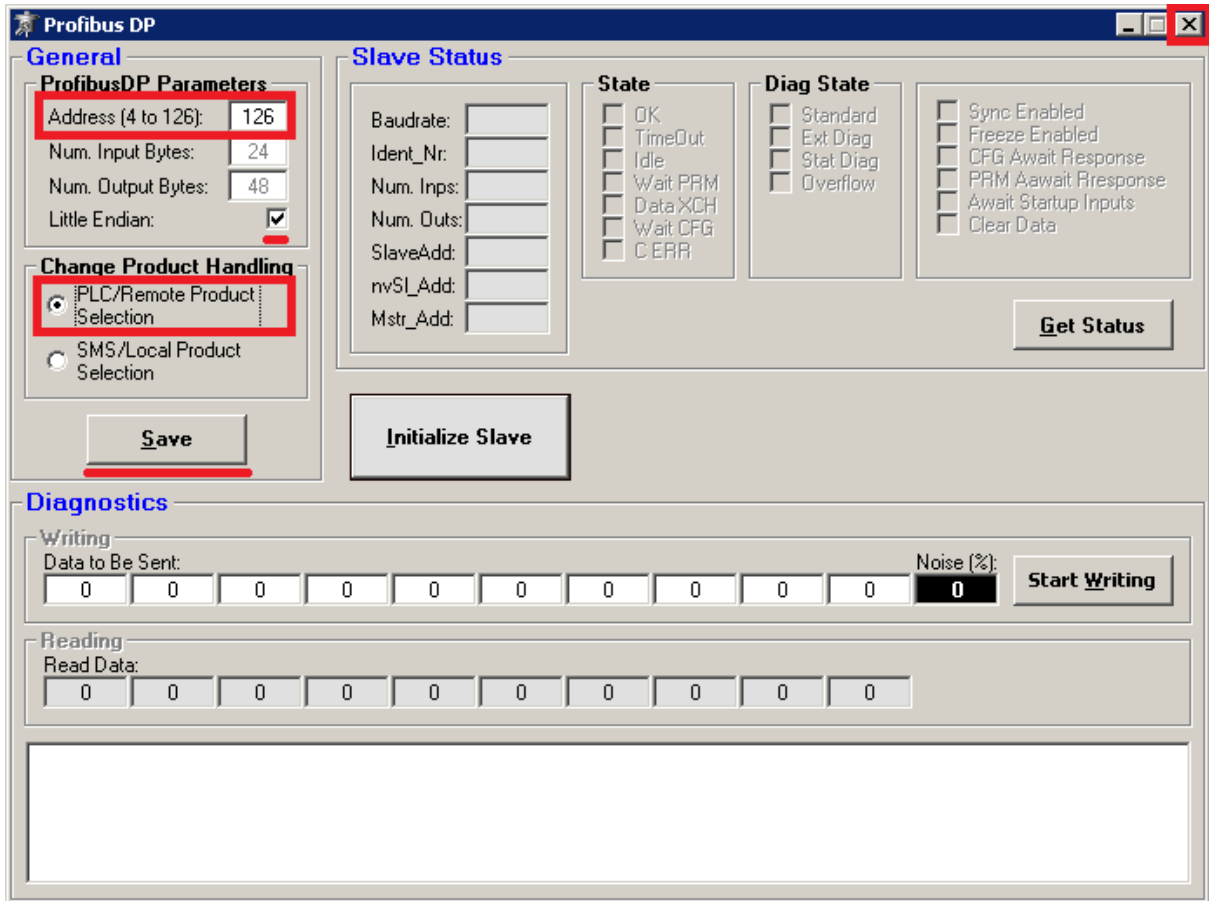 Profibus DP
General
ProfibusDP Parameters
Address (4 to 126): 126
Num. Input Bytes: 24
Num. Output Bytes: 48
Little Endian:
Change Product Handling
PLC/Remote Product
Selection
SMS/Local Product
Selection
Save
Slave Status
Baudrate:
Ident_Nr:
Num. Inps:
Num. Outs:
SlaveAdd:
nvSl_Add:
Mstr_Add:
State
OK
TimeOut
Idle
Wait PRM
Data XCH
Wait CFG
C ERR
Diag State
Standard
Ext Diag
Stat Diag
Overflow
Sync Enabled
Freeze Enabled
CFG Await Response
PRM Aawait Rresponse
Await Startup Inputs
Clear Data
Get Status
Initialize Slave
Diagnostics
Writing
Data to Be Sent: Noise (%):
0 0 0 0 0 0 0 0 0 0 0
Start Writing
Reading
Read Data:
0 0 0 0 0 0 0 0 0 0